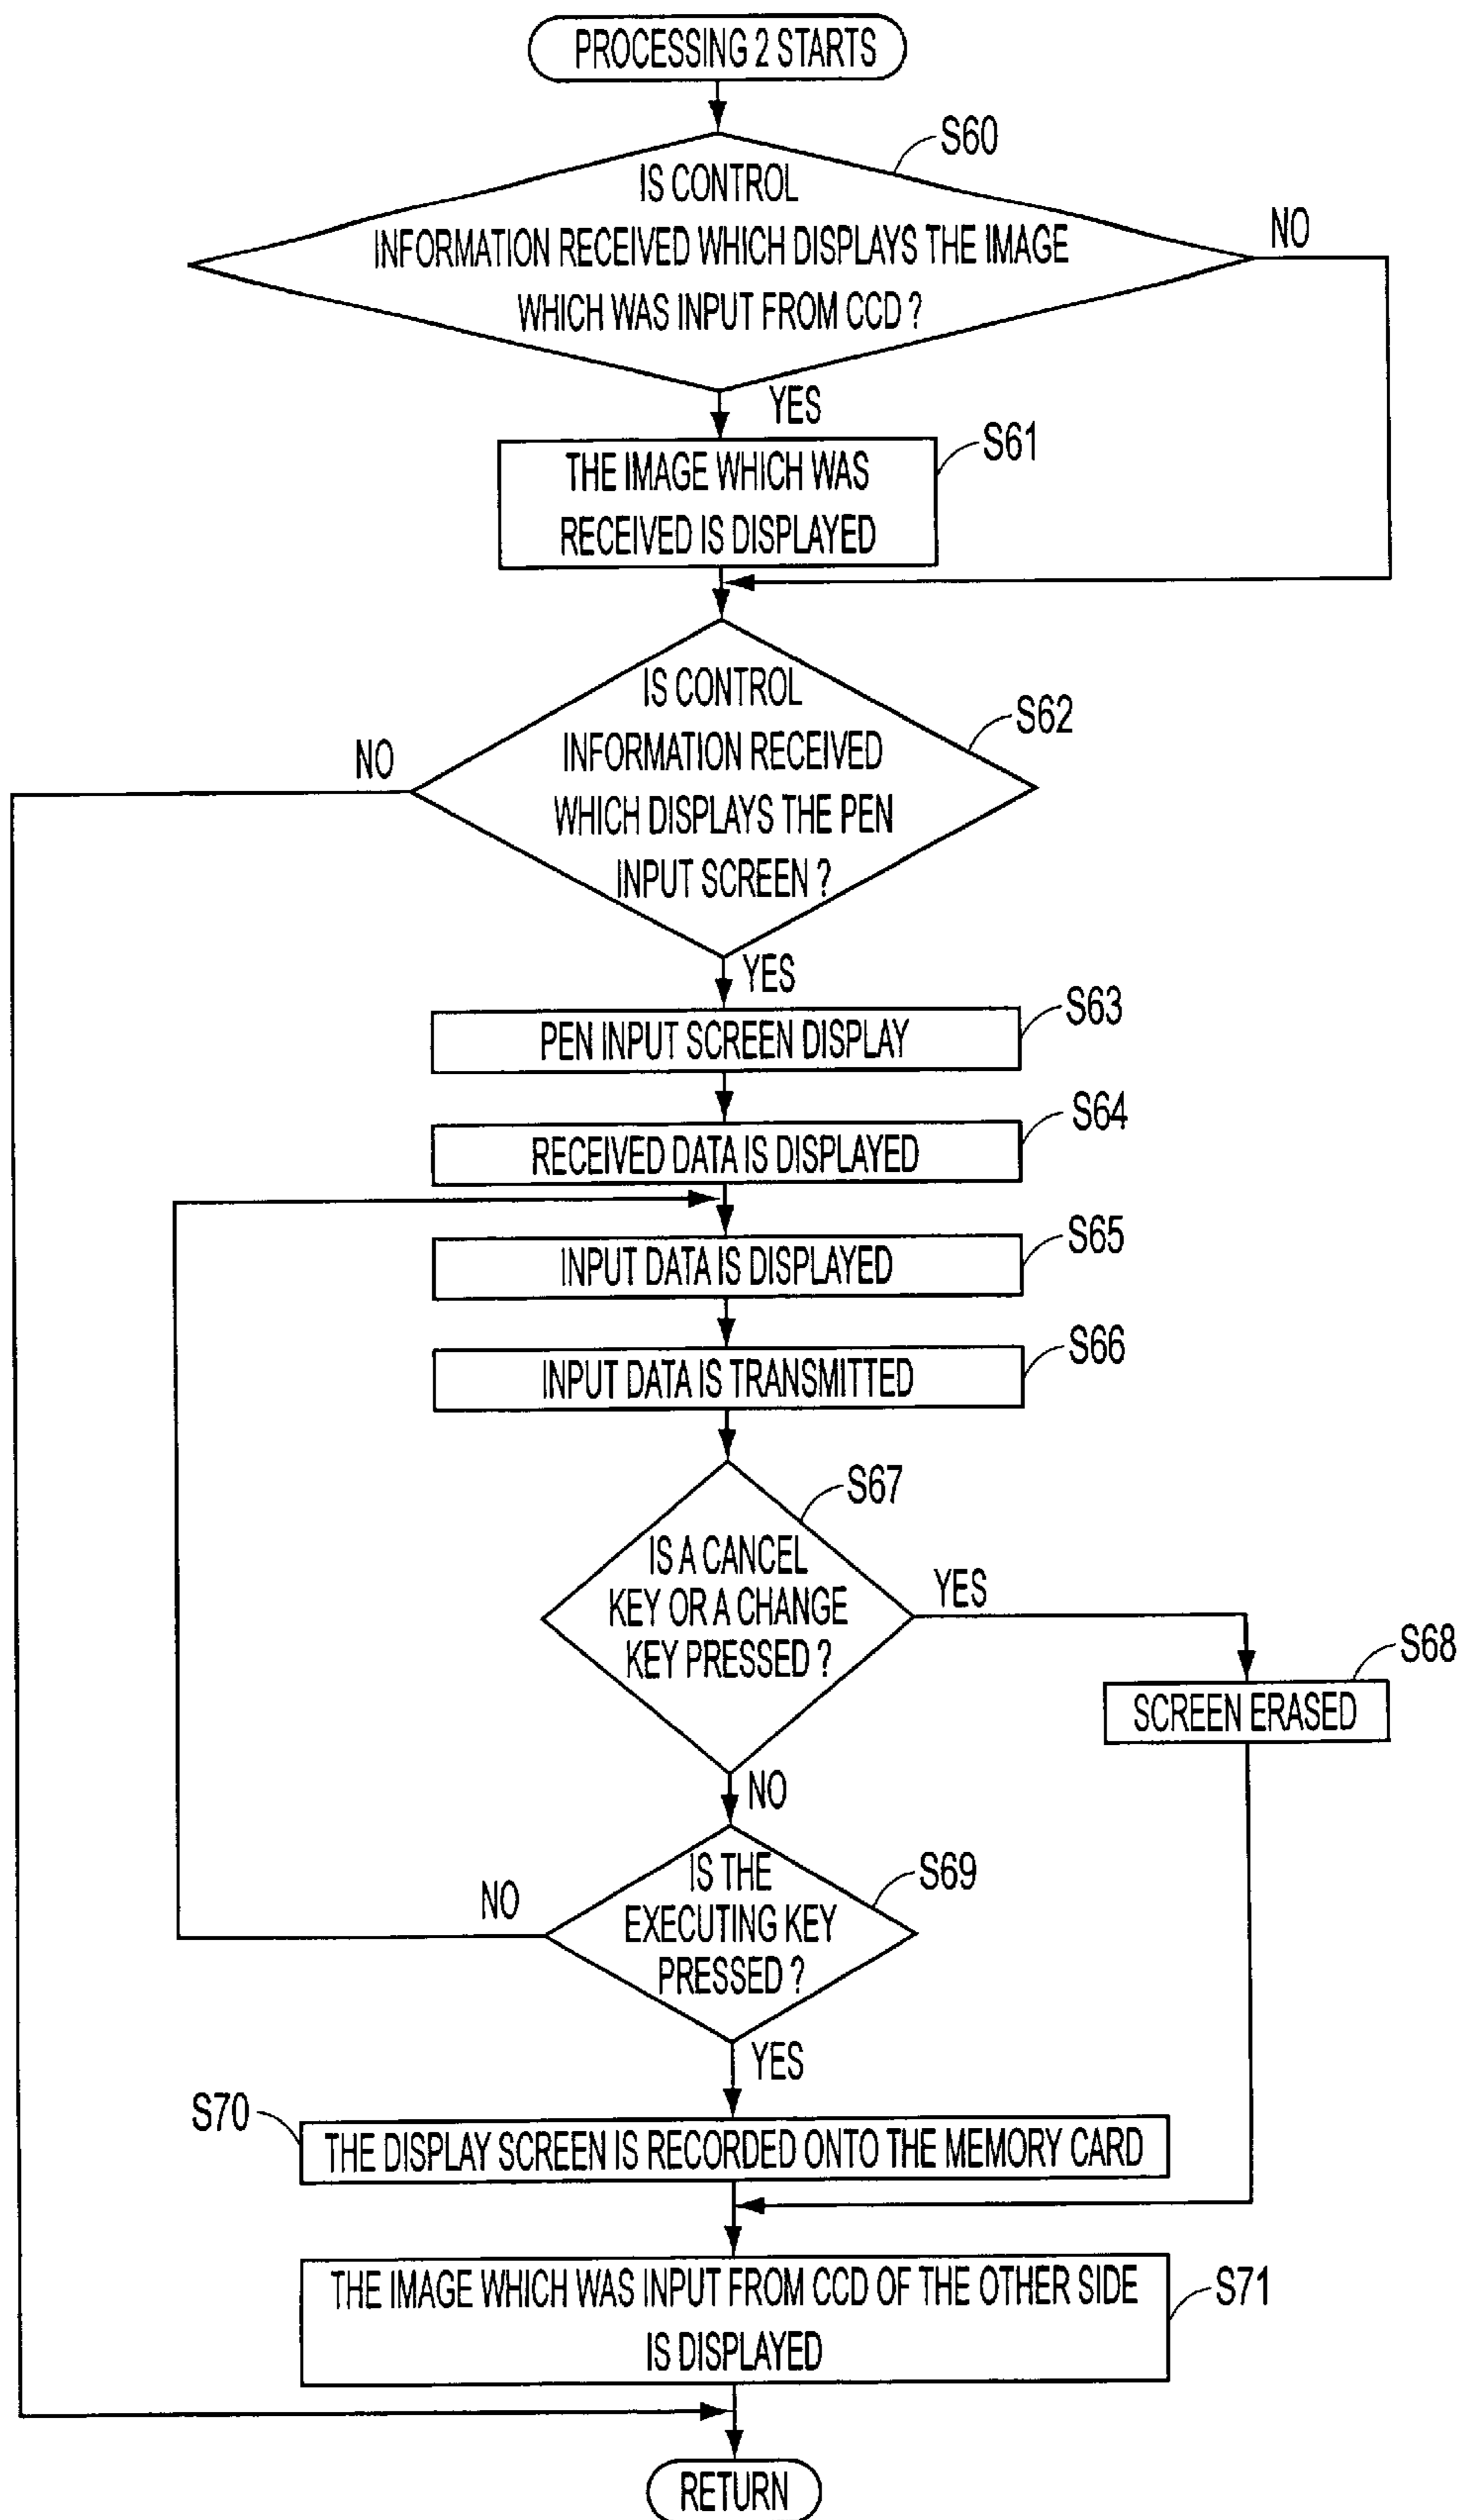 PROCESSING 2 STARTS
S60
IS CONTROL
INFORMATION RECEIVED WHICH DISPLAYS THE IMAGE
WHICH WAS INPUT FROM CCD ?
NO
YES
S61
THE IMAGE WHICH WAS
RECEIVED IS DISPLAYED
S62
IS CONTROL
INFORMATION RECEIVED
WHICH DISPLAYS THE PEN
INPUT SCREEN ?
NO
YES
S63
PEN INPUT SCREEN DISPLAY
S64
RECEIVED DATA IS DISPLAYED
S65
INPUT DATA IS DISPLAYED
S66
INPUT DATA IS TRANSMITTED
S67
IS A CANCEL
KEY OR A CHANGE
KEY PRESSED ?
YES
S68
SCREEN ERASED
NO
S69
IS THE
EXECUTING KEY
PRESSED ?
NO
YES
S70
THE DISPLAY SCREEN IS RECORDED ONTO THE MEMORY CARD
S71
THE IMAGE WHICH WAS INPUT FROM CCD OF THE OTHER SIDE
IS DISPLAYED
RETURN